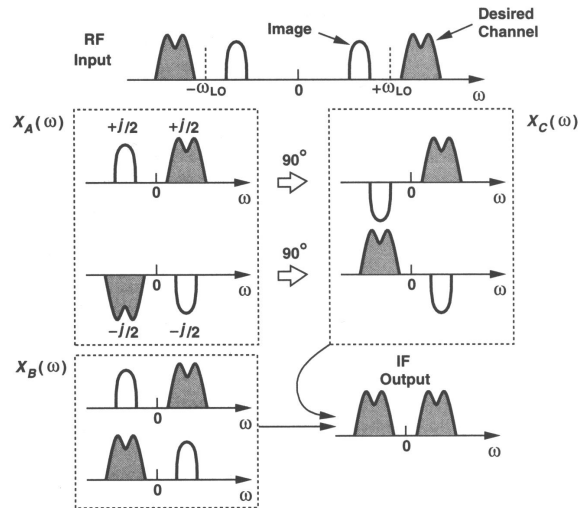 RF Input
Image
Desired Channel
−ω_LO
0
+ω_LO
ω
X_A(ω)
+j/2
+j/2
0
ω
90°
X_C(ω)
0
ω
0
ω
−j/2
−j/2
90°
0
ω
X_B(ω)
0
ω
0
ω
IF Output
0
ω